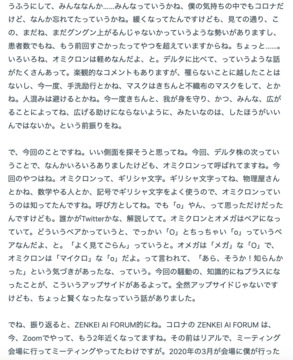 うふうにして、みんななんか……みんなっていうかね、僕の気持ちの中でもコロナだ
けど、なんか忘れてたっていうかね。緩くなってたんですけども、見ての通り、こ
の、まだね、まだグングン上がるんじゃないかっていうような勢いがありますし、
患者数でもね、もう前回すごかったってやつを超えていますからね。ちょっと……。
いろいろね、オミクロンは軽めなんだよ、と。デルタに比べて、っていうような話
がたくさんあって。楽観的なコメントもありますが、罹らないことに越したことは
ないし、今一度、手洗励行とかね、マスクはきちんと不織布のマスクをして、とか
ね。人混みは避けるとかね。今一度きちんと、我が身を守り、かつ、みんな、広が
ることによってね、広げる助けにならないように、みたいなのは、したほうがいい
んではないか。という前振りをね。
で、今回のことですね。いい側面を探そうと思ってね。今回、デルタ株の次ってい
うことで、なんかいろいろありましたけども、オミクロンって呼ばれてますね。今
回のやつはね。オミクロンって、ギリシャ文字。ギリシャ文字ってね、物理屋さん
とかね、数学やる人とか、記号でギリシャ文字をよく使うので、オミクロンってい
うのは知ってたんですね。呼び方としてね。でも「o」やん、って思っただけだった
んですけども。誰かがTwitterかな、解説してて。オミクロンとオメガはペアになっ
ていて。どういうペアかっていうと、でっかい「O」とちっちゃい「o」っていうペ
アなんだよ、と。「よく見てごらん」っていうと。オメガは「メガ」な「O」で、
オミクロンは「マイクロ」な「o」だよ。って言われて、「あら、そうか！知らんか
った」という気づきがあったな、っていう。今回の騒動の、知識的にねプラスにな
ったことが、こういうアップサイドがあるよって。全然アップサイドじゃないです
けども、ちょっと賢くなったなっていう話がありました。
でね、振り返ると、ZENKEI AI FORUM的にね。コロナの ZENKEI AI FORUM は、
今、Zoomでやって、もう2年近くなってますね。その前はリアルで、ミーティング
会場に行ってミーティングやってたわけですが。2020年の3月が会場に僕が行った